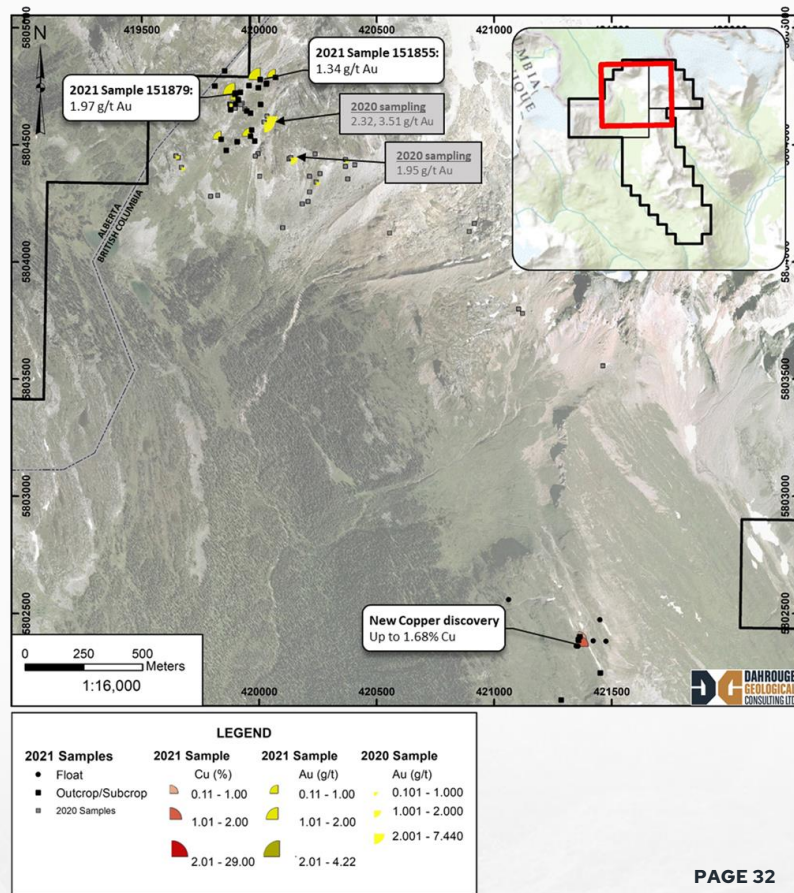 419500 420000 420500 421000
5805000
5804500
5804000
5803500
5803000
5802500
N
2021 Sample 151855:
1.34 g/t Au
2021 Sample 151879:
1.97 g/t Au
2020 sampling
2.32, 3.51 g/t Au
2020 sampling
1.95 g/t Au
ALBERTA
BRITISH COLUMBIA
MBIA
IQUE
New Copper discovery
Up to 1.68% Cu
0 250 500
Meters
1:16,000
420000 420500 421000 421500
5803500
5803000
5802500
DAHROUGE
GEOLOGICAL
CONSULTING LTD
LEGEND
2021 Samples
Float
Outcrop/Subcrop
2020 Samples
2021 Sample
Cu (%)
0.11 - 1.00
1.01 - 2.00
2.01 - 29.00
2021 Sample
Au (g/t)
0.11 - 1.00
1.01 - 2.00
2.01 - 4.22
2020 Sample
Au (g/t)
0.101 - 1.000
1.001 - 2.000
2.001 - 7.440
PAGE 32